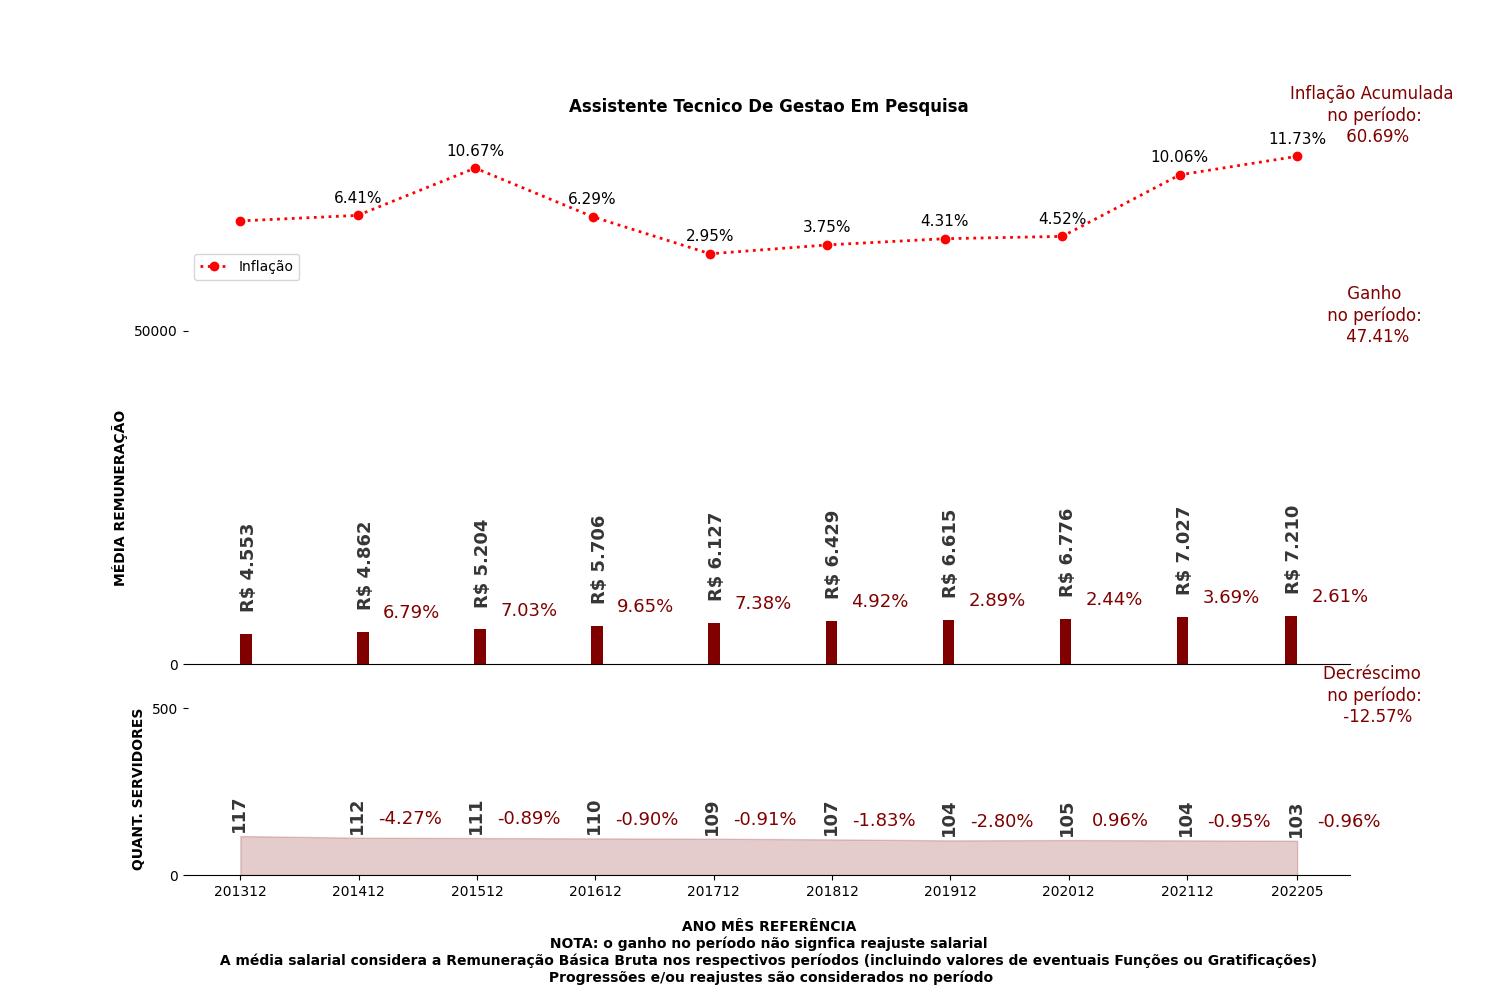 Assistente Tecnico De Gestao Em Pesquisa
Inflação Acumulada
no período:
60.69%
6.41%
10.67%
6.29%
2.95%
3.75%
4.31%
4.52%
10.06%
11.73%
Inflação
Ganho
no período:
47.41%
MÉDIA REMUNERAÇÃO
50000
0
R$ 4.553
R$ 4.862
R$ 5.204
R$ 5.706
R$ 6.127
R$ 6.429
R$ 6.615
R$ 6.776
R$ 7.027
R$ 7.210
6.79%
7.03%
9.65%
7.38%
4.92%
2.89%
2.44%
3.69%
2.61%
Decréscimo
no período:
-12.57%
QUANT. SERVIDORES
500
0
117
112
111
110
109
107
104
105
104
103
-4.27%
-0.89%
-0.90%
-0.91%
-1.83%
-2.80%
0.96%
-0.95%
-0.96%
201312
201412
201512
201612
201712
201812
201912
202012
202112
202205
ANO MÊS REFERÊNCIA
NOTA: o ganho no período não signfica reajuste salarial
A média salarial considera a Remuneração Básica Bruta nos respectivos períodos (incluindo valores de eventuais Funções ou Gratificações)
Progressões e/ou reajustes são considerados no período